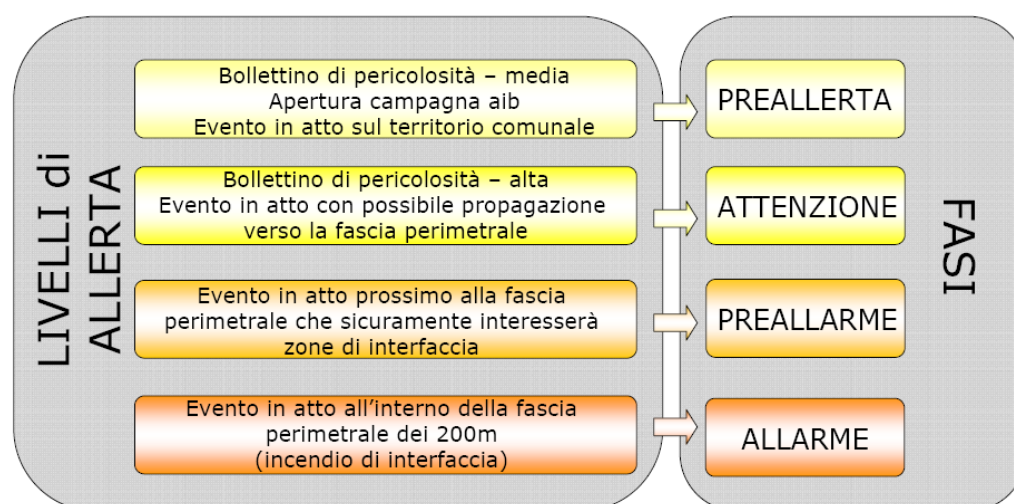 LIVELLI di
ALLERTA
Bollettino di pericolosità – media
Apertura campagna aib
Evento in atto sul territorio comunale
PREALLERTA
Bollettino di pericolosità – alta
Evento in atto con possibile propagazione
verso la fascia perimetrale
ATTENZIONE
Evento in atto prossimo alla fascia
perimetrale che sicuramente interesserà
zone di interfaccia
PREALLARME
Evento in atto all’interno della fascia
perimetrale dei 200m
(incendio di interfaccia)
ALLARME
FASI